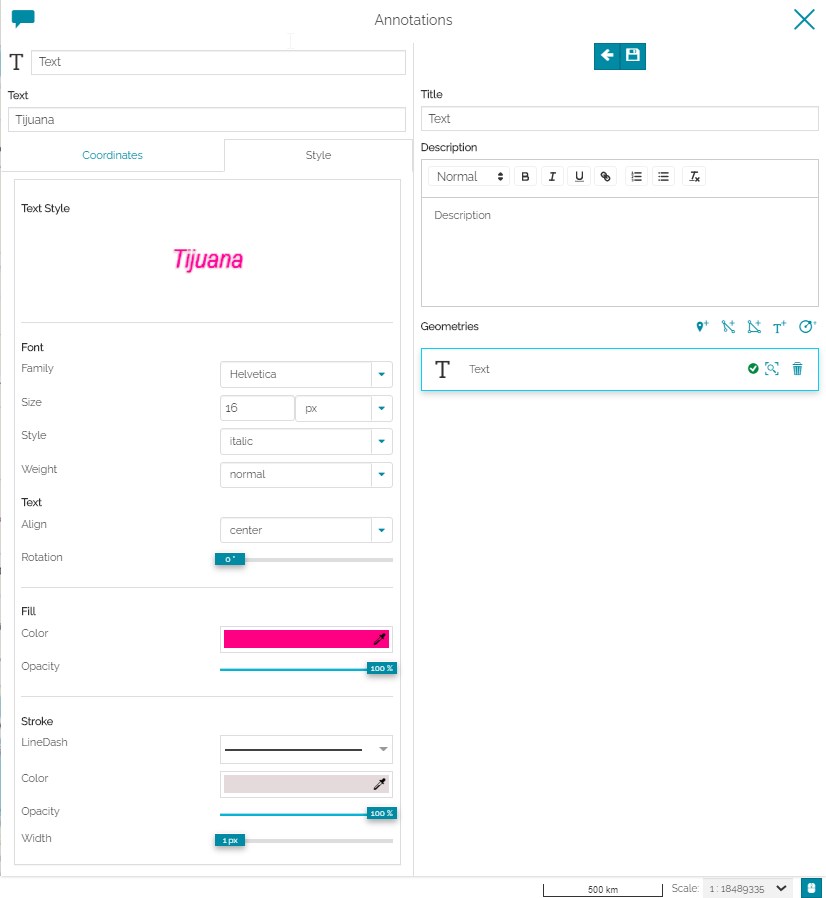 Annotations
T Text
Text
Tijuana
Coordinates
Style
Text Style
Tijuana
Font
Family
Helvetica
Size
16
px
Style
italic
Weight
normal
Text
Align
center
Rotation
0 °
Fill
Color
Opacity
100 %
Stroke
LineDash
Color
Opacity
100 %
Width
1 px
Title
Text
Description
Normal
B I U
Description
Geometries
T+
T Text
500 km
Scale: 1 : 18489335